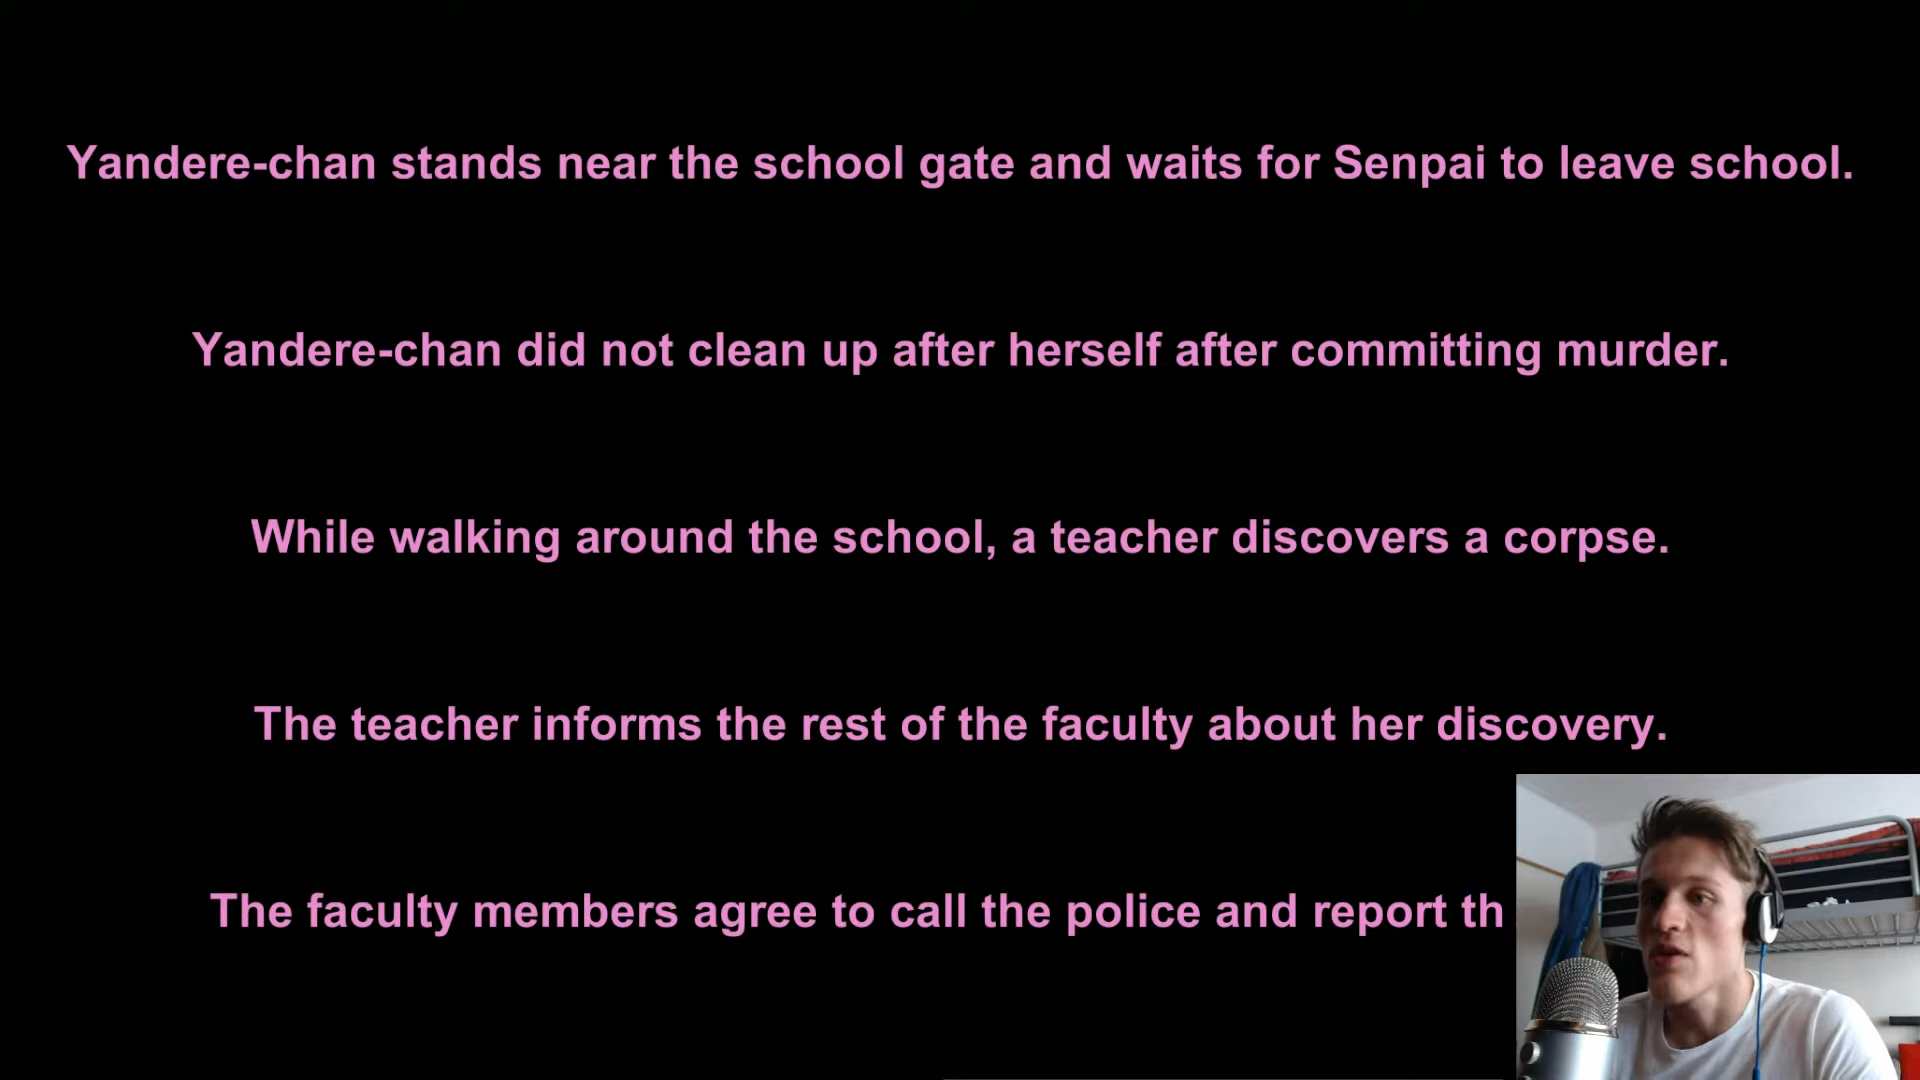 Yandere-chan stands near the school gate and waits for Senpai to leave school.
Yandere-chan did not clean up after herself after committing murder.
While walking around the school, a teacher discovers a corpse.
The teacher informs the rest of the faculty about her discovery.
The faculty members agree to call the police and report th